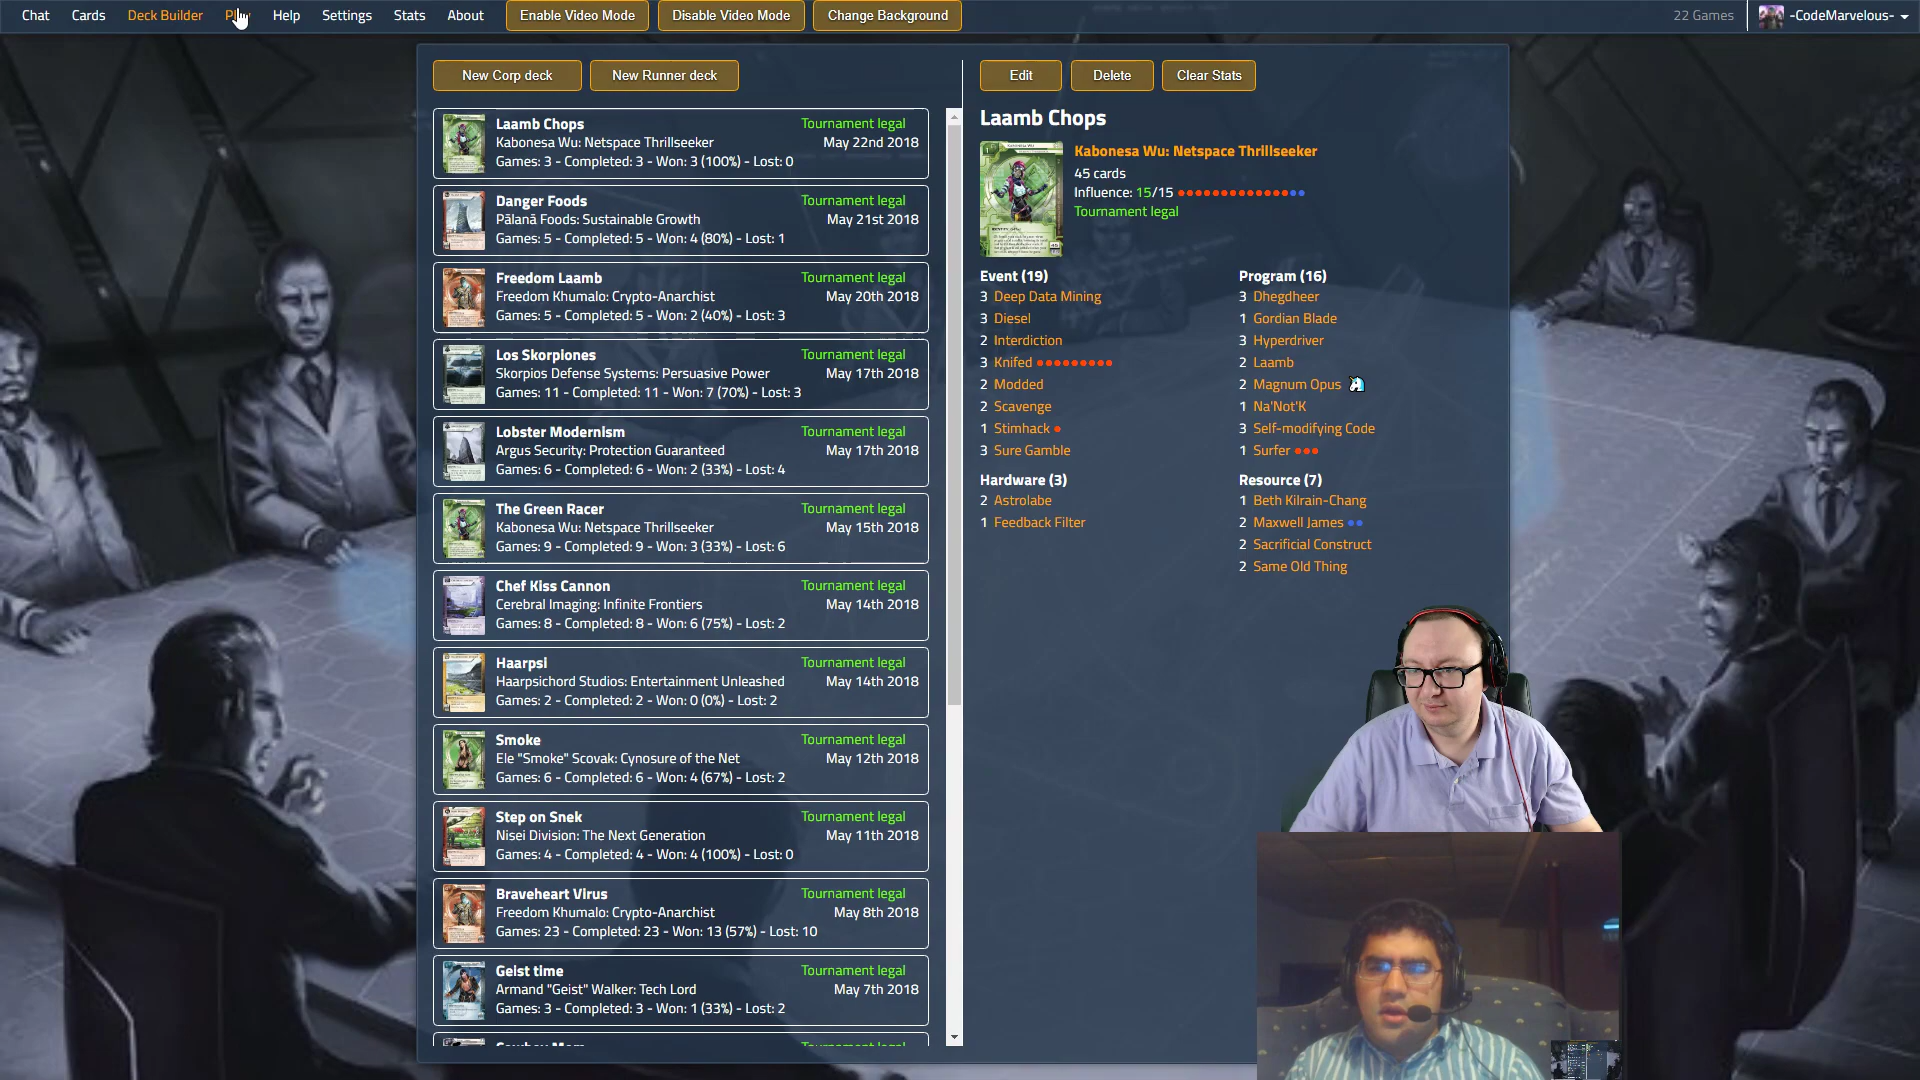 Chat Cards Deck Builder Help Settings Stats About Enable Video Mode Disable Video Mode Change Background 22 Games -CodeMarvelous-
New Corp deck New Runner deck
Laamb Chops Tournament legal
Kabonesa Wu: Netspace Thrillseeker May 22nd 2018
Games: 3 - Completed: 3 - Won: 3 (100%) - Lost: 0
Danger Foods Tournament legal
Pālanā Foods: Sustainable Growth May 21st 2018
Games: 5 - Completed: 5 - Won: 4 (80%) - Lost: 1
Freedom Laamb Tournament legal
Freedom Khumalo: Crypto-Anarchist May 20th 2018
Games: 5 - Completed: 5 - Won: 2 (40%) - Lost: 3
Los Skorpiones Tournament legal
Skorpios Defense Systems: Persuasive Power May 17th 2018
Games: 11 - Completed: 11 - Won: 7 (70%) - Lost: 3
Lobster Modernism Tournament legal
Argus Security: Protection Guaranteed May 17th 2018
Games: 6 - Completed: 6 - Won: 2 (33%) - Lost: 4
The Green Racer Tournament legal
Kabonesa Wu: Netspace Thrillseeker May 15th 2018
Games: 9 - Completed: 9 - Won: 3 (33%) - Lost: 6
Chef Kiss Cannon Tournament legal
Cerebral Imaging: Infinite Frontiers May 14th 2018
Games: 8 - Completed: 8 - Won: 6 (75%) - Lost: 2
Haarpsi Tournament legal
Haarpsichord Studios: Entertainment Unleashed May 14th 2018
Games: 2 - Completed: 2 - Won: 0 (0%) - Lost: 2
Smoke Tournament legal
Ele "Smoke" Scovak: Cynosure of the Net May 12th 2018
Games: 6 - Completed: 6 - Won: 4 (67%) - Lost: 2
Step on Snek Tournament legal
Nisei Division: The Next Generation May 11th 2018
Games: 4 - Completed: 4 - Won: 4 (100%) - Lost: 0
Braveheart Virus Tournament legal
Freedom Khumalo: Crypto-Anarchist May 8th 2018
Games: 23 - Completed: 23 - Won: 13 (57%) - Lost: 10
Geist time Tournament legal
Armand "Geist" Walker: Tech Lord May 7th 2018
Games: 3 - Completed: 3 - Won: 1 (33%) - Lost: 2
Edit Delete Clear Stats
Laamb Chops
Kabonesa Wu: Netspace Thrillseeker
45 cards
Influence: 15/15
Tournament legal
Event (19)
3 Deep Data Mining
3 Diesel
2 Interdiction
3 Knifed
2 Modded
2 Scavenge
1 Stimhack
3 Sure Gamble
Hardware (3)
2 Astrolabe
1 Feedback Filter
Program (16)
3 Dhegdheer
1 Gordian Blade
3 Hyperdriver
2 Laamb
2 Magnum Opus
1 Na'Not'K
3 Self-modifying Code
1 Surfer
Resource (7)
1 Beth Kilrain-Chang
2 Maxwell James
2 Sacrificial Construct
2 Same Old Thing